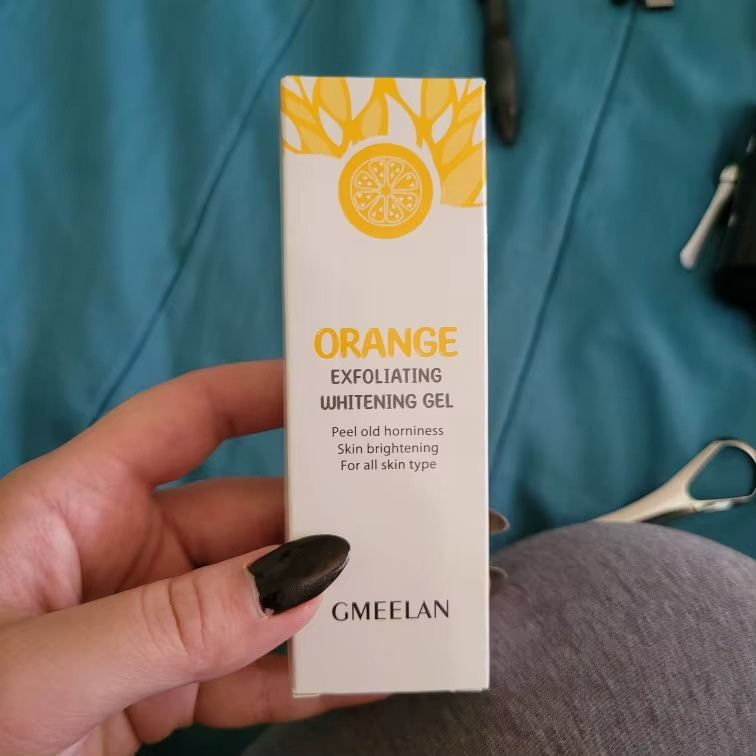 ORANGE
EXFOLIATING
WHITENING GEL
Peel old horniness
Skin brightening
For all skin type
GMEELAN